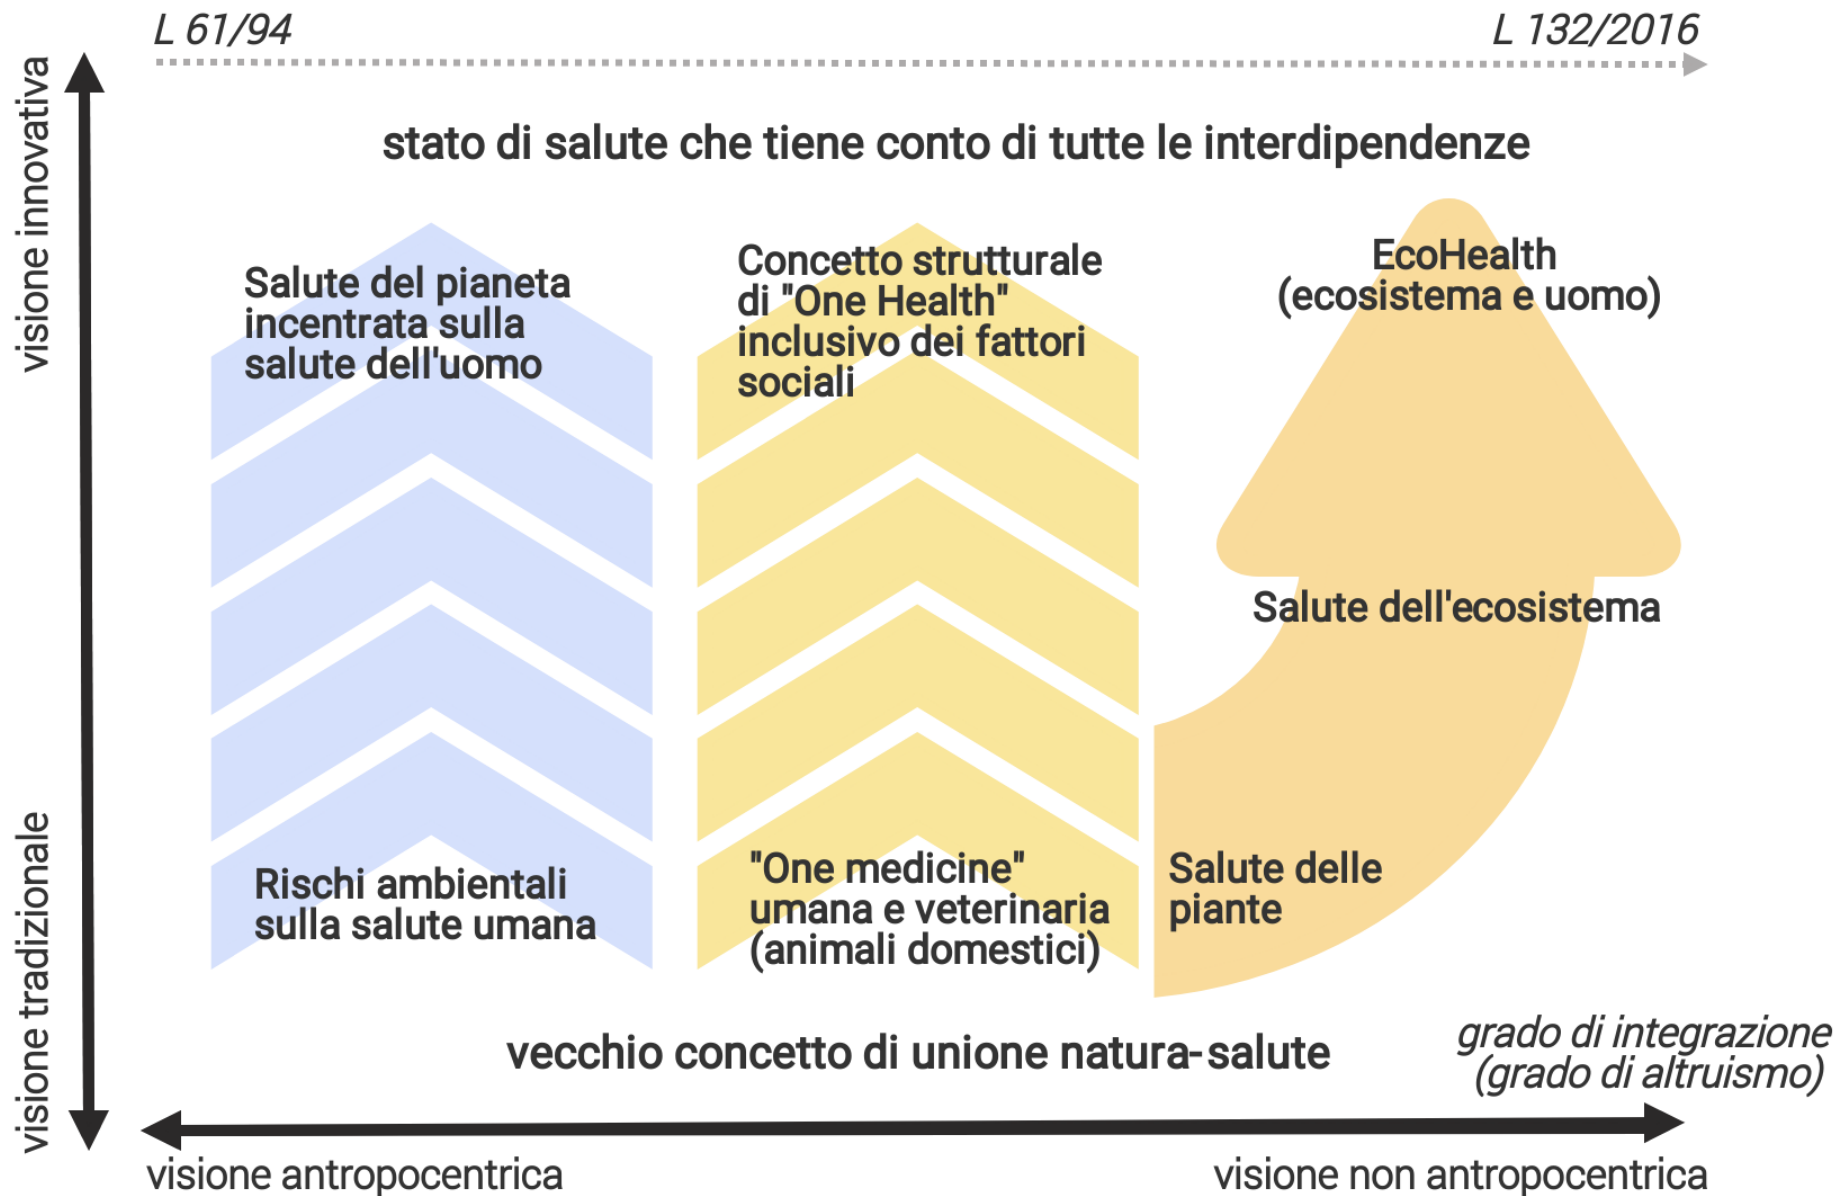 L 61/94
L 132/2016
visione innovativa
stato di salute che tiene conto di tutte le interdipendenze
Salute del pianeta
incentrata sulla
salute dell'uomo
Concetto strutturale
di "One Health"
inclusivo dei fattori
sociali
EcoHealth
(ecosistema e uomo)
Salute dell'ecosistema
visione tradizionale
Rischi ambientali
sulla salute umana
"One medicine"
umana e veterinaria
(animali domestici)
Salute delle
piante
vecchio concetto di unione natura-salute
grado di integrazione
(grado di altruismo)
visione antropocentrica
visione non antropocentrica